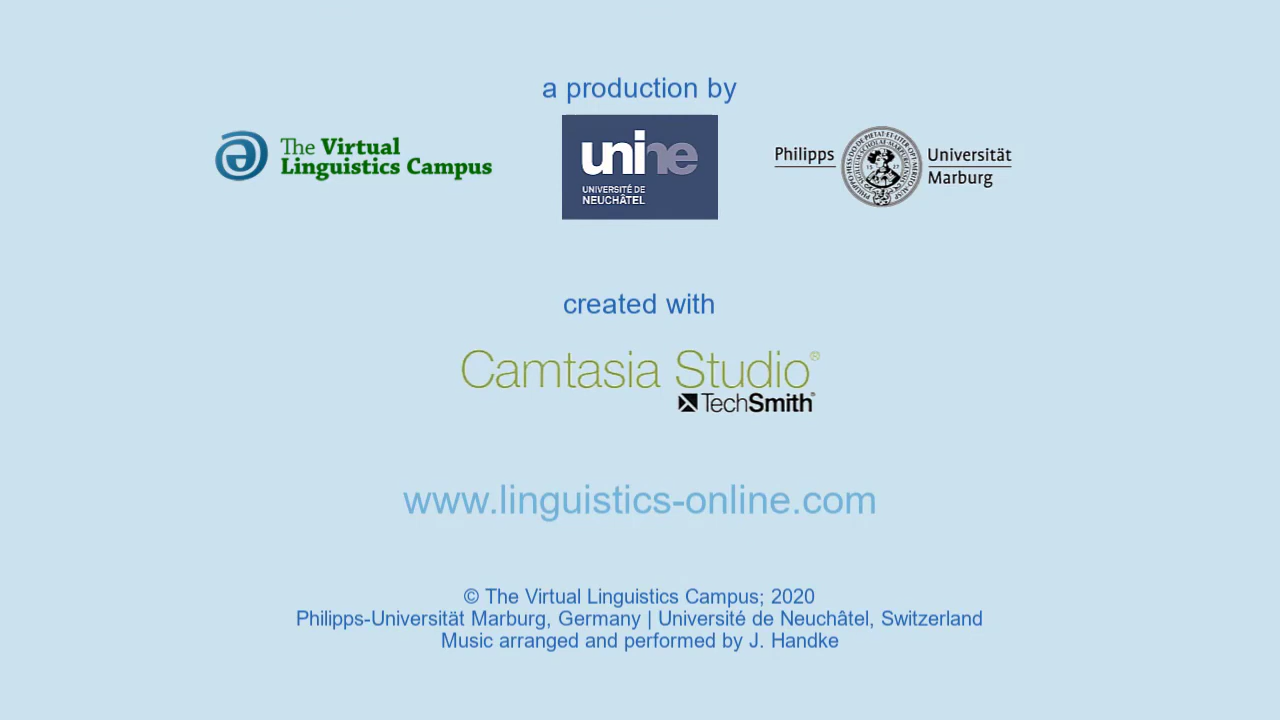 a production by
The Virtual
Linguistics Campus
unine
UNIVERSITÉ DE
NEUCHÂTEL
Philipps
Universität
Marburg
created with
Camtasia Studio®
TechSmith®
www.linguistics-online.com
© The Virtual Linguistics Campus; 2020
Philipps-Universität Marburg, Germany | Université de Neuchâtel, Switzerland
Music arranged and performed by J. Handke